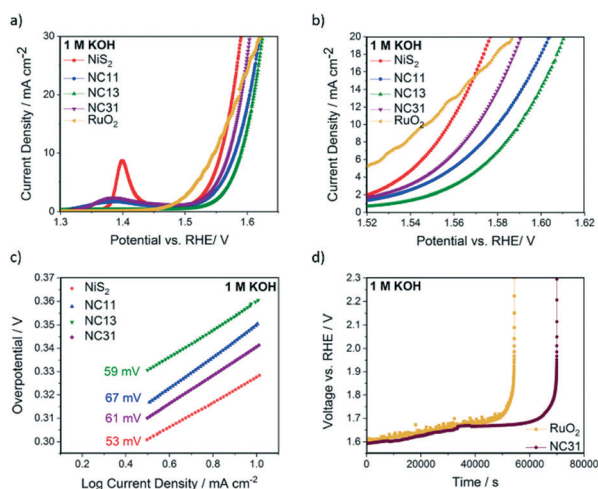 a)
1 M KOH
NiS2
NC11
NC13
NC31
RuO2
Current Density / mA cm-2
30
20
10
0
1.3
1.4
1.5
1.6
Potential vs. RHE/ V
b)
1 M KOH
NiS2
NC11
NC13
NC31
RuO2
Current Density / mA cm-2
20
18
16
14
12
10
8
6
4
2
0
1.52
1.54
1.56
1.58
1.60
1.62
Potential vs. RHE/ V
c)
1 M KOH
NiS2
NC11
NC13
NC31
59 mV
67 mV
61 mV
53 mV
Overpotential / V
0.37
0.36
0.35
0.34
0.33
0.32
0.31
0.30
0.4
0.6
0.8
1.0
Log Current Density / mA cm-2
d)
1 M KOH
Voltage vs. RHE / V
2.3
2.2
2.1
2.0
1.9
1.8
1.7
1.6
0
20000
40000
60000
80000
RuO2
NC31
Time / s